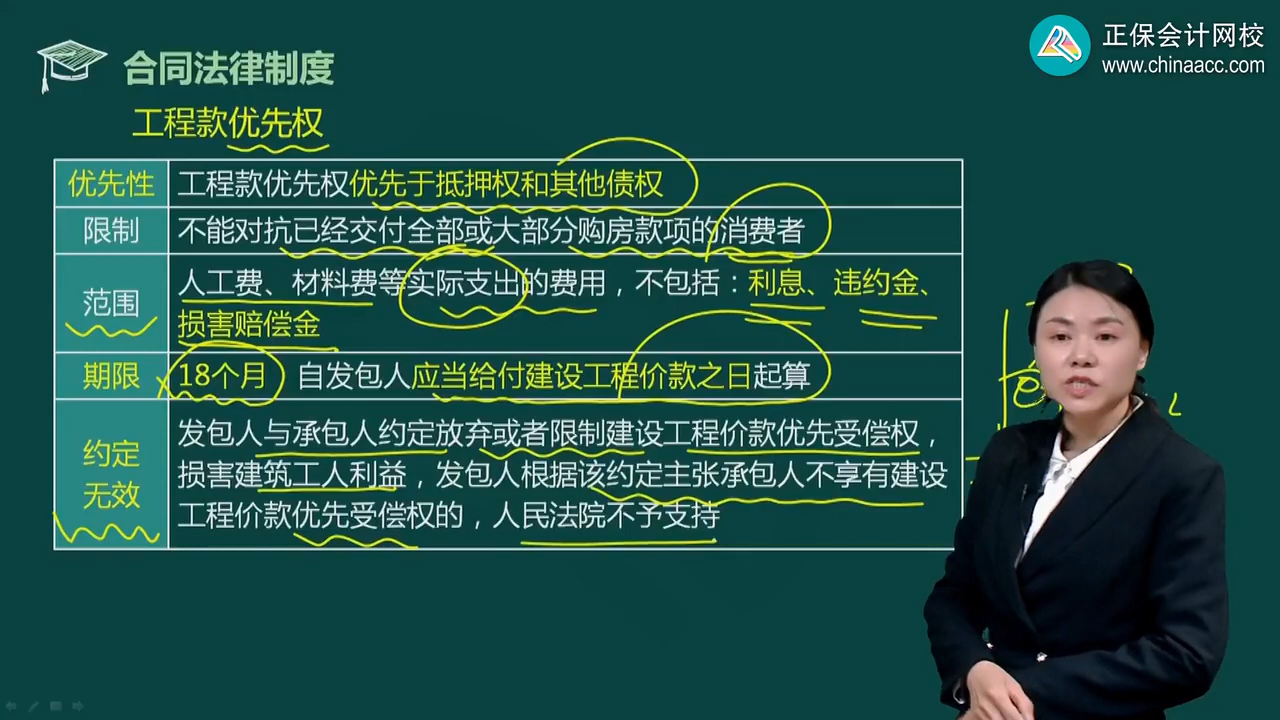 正保会计网校
www.chinaacc.com
合同法律制度
工程款优先权
优先性 工程款优先权优先于抵押权和其他债权
限制 不能对抗已经交付全部或大部分购房款项的消费者
范围 人工费、材料费等实际支出的费用，不包括：利息、违约金、
损害赔偿金
期限 18个月 自发包人应当给付建设工程价款之日起算
约定
无效
发包人与承包人约定放弃或者限制建设工程价款优先受偿权，
损害建筑工人利益，发包人根据该约定主张承包人不享有建设
工程价款优先受偿权的，人民法院不予支持